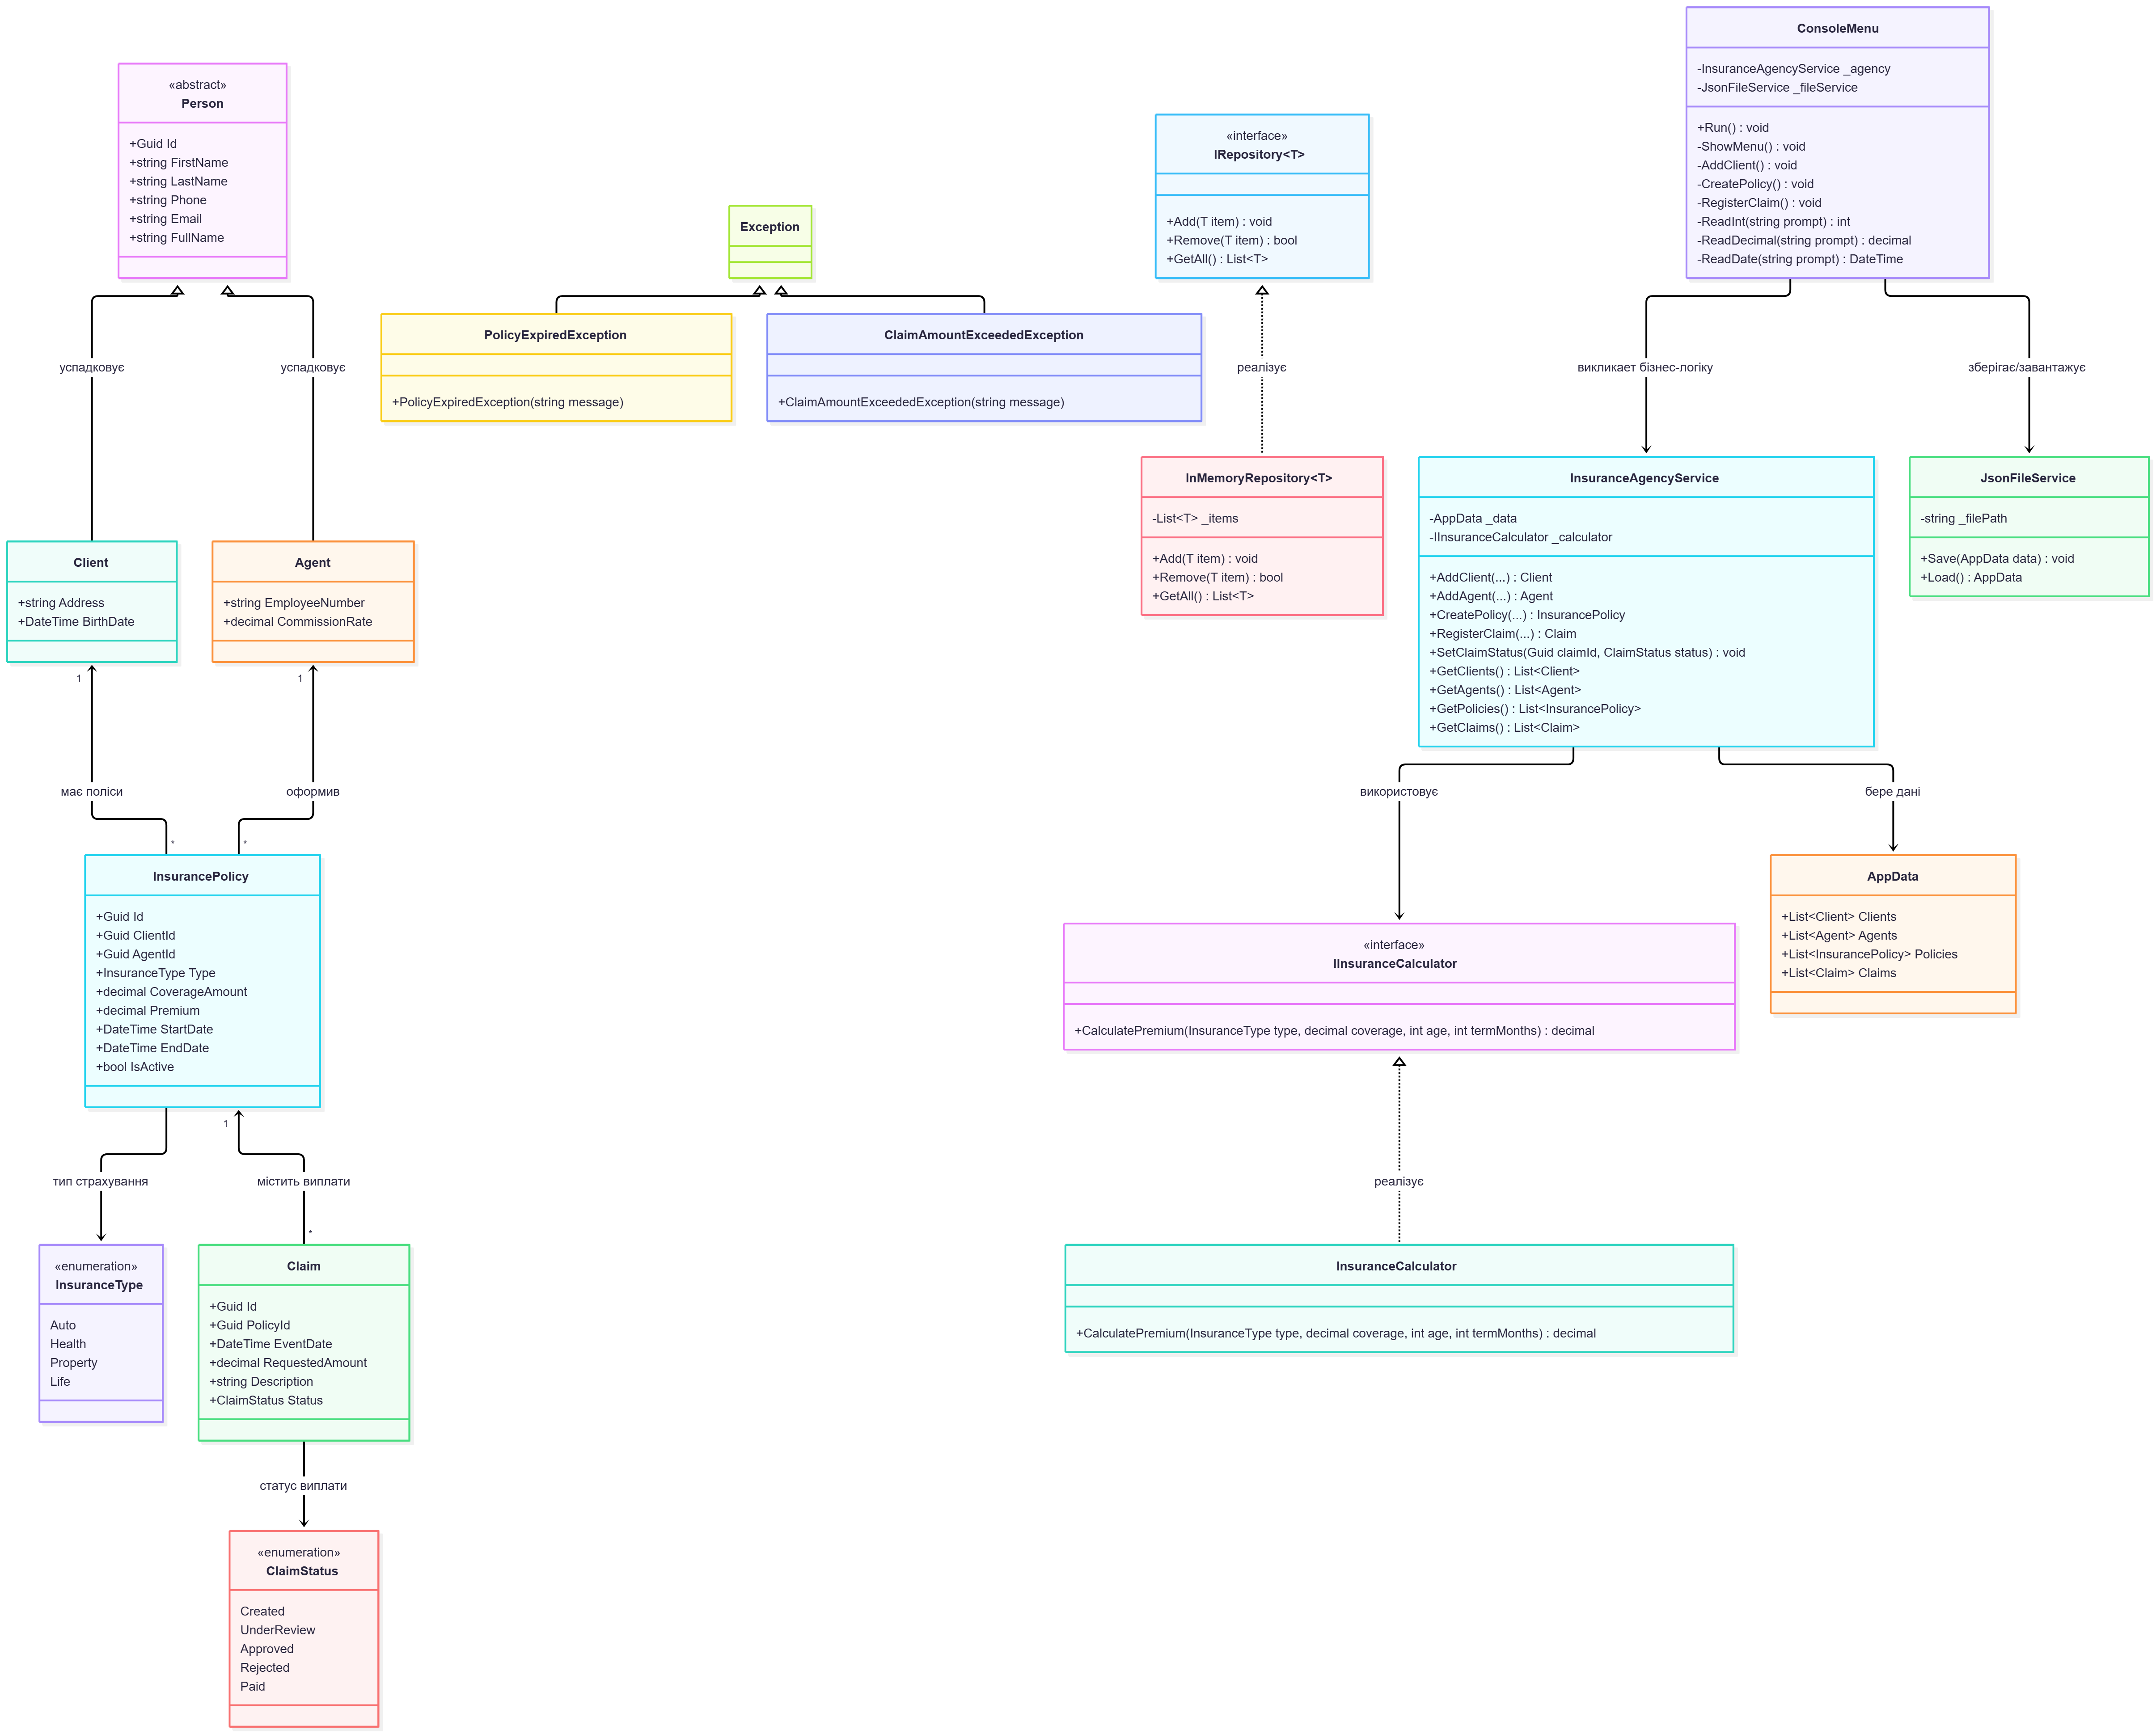 «abstract»
Person
+Guid Id
+string FirstName
+string LastName
+string Phone
+string Email
+string FullName
успадковує
успадковує
Client
+string Address
+DateTime BirthDate
Agent
+string EmployeeNumber
+decimal CommissionRate
1
1
має поліси
оформив
*
*
InsurancePolicy
+Guid Id
+Guid ClientId
+Guid AgentId
+InsuranceType Type
+decimal CoverageAmount
+decimal Premium
+DateTime StartDate
+DateTime EndDate
+bool IsActive
1
тип страхування
містить виплати
*
«enumeration»
InsuranceType
Auto
Health
Property
Life
Claim
+Guid Id
+Guid PolicyId
+DateTime EventDate
+decimal RequestedAmount
+string Description
+ClaimStatus Status
статус виплати
«enumeration»
ClaimStatus
Created
UnderReview
Approved
Rejected
Paid
Exception
PolicyExpiredException
+PolicyExpiredException(string message)
ClaimAmountExceededException
+ClaimAmountExceededException(string message)
«interface»
IRepository<T>
+Add(T item) : void
+Remove(T item) : bool
+GetAll() : List<T>
реалізує
InMemoryRepository<T>
-List<T> _items
+Add(T item) : void
+Remove(T item) : bool
+GetAll() : List<T>
ConsoleMenu
-InsuranceAgencyService _agency
-JsonFileService _fileService
+Run() : void
-ShowMenu() : void
-AddClient() : void
-CreatePolicy() : void
-RegisterClaim() : void
-ReadInt(string prompt) : int
-ReadDecimal(string prompt) : decimal
-ReadDate(string prompt) : DateTime
викликает бізнес-логіку
зберігає/завантажує
InsuranceAgencyService
-AppData _data
-IInsuranceCalculator _calculator
+AddClient(...) : Client
+AddAgent(...) : Agent
+CreatePolicy(...) : InsurancePolicy
+RegisterClaim(...) : Claim
+SetClaimStatus(Guid claimId, ClaimStatus status) : void
+GetClients() : List<Client>
+GetAgents() : List<Agent>
+GetPolicies() : List<InsurancePolicy>
+GetClaims() : List<Claim>
JsonFileService
-string _filePath
+Save(AppData data) : void
+Load() : AppData
використовує
бере дані
AppData
+List<Client> Clients
+List<Agent> Agents
+List<InsurancePolicy> Policies
+List<Claim> Claims
«interface»
IInsuranceCalculator
+CalculatePremium(InsuranceType type, decimal coverage, int age, int termMonths) : decimal
реалізує
InsuranceCalculator
+CalculatePremium(InsuranceType type, decimal coverage, int age, int termMonths) : decimal